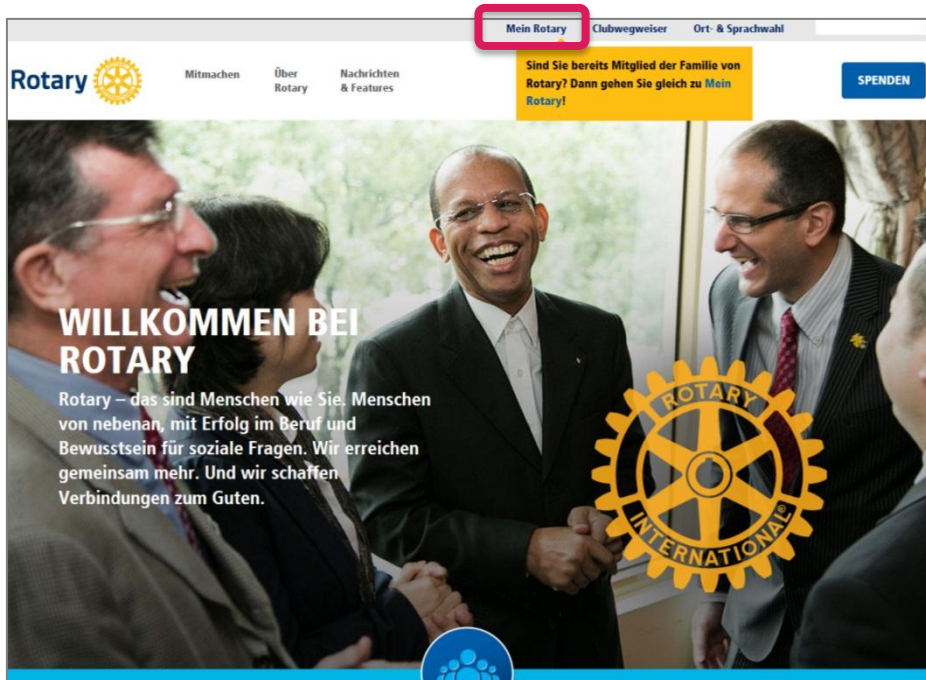 Mein Rotary Clubwegweiser Ort- & Sprachwahl
Rotary
Mitmachen
Über
Rotary
Nachrichten
& Features
Sind Sie bereits Mitglied der Familie von
Rotary? Dann gehen Sie gleich zu Mein
Rotary!
SPENDEN
WILLKOMMEN BEI
ROTARY
Rotary – das sind Menschen wie Sie. Menschen
von nebenan, mit Erfolg im Beruf und
Bewusstsein für soziale Fragen. Wir erreichen
gemeinsam mehr. Und wir schaffen
Verbindungen zum Guten.
ROTARY
INTERNATIONAL®